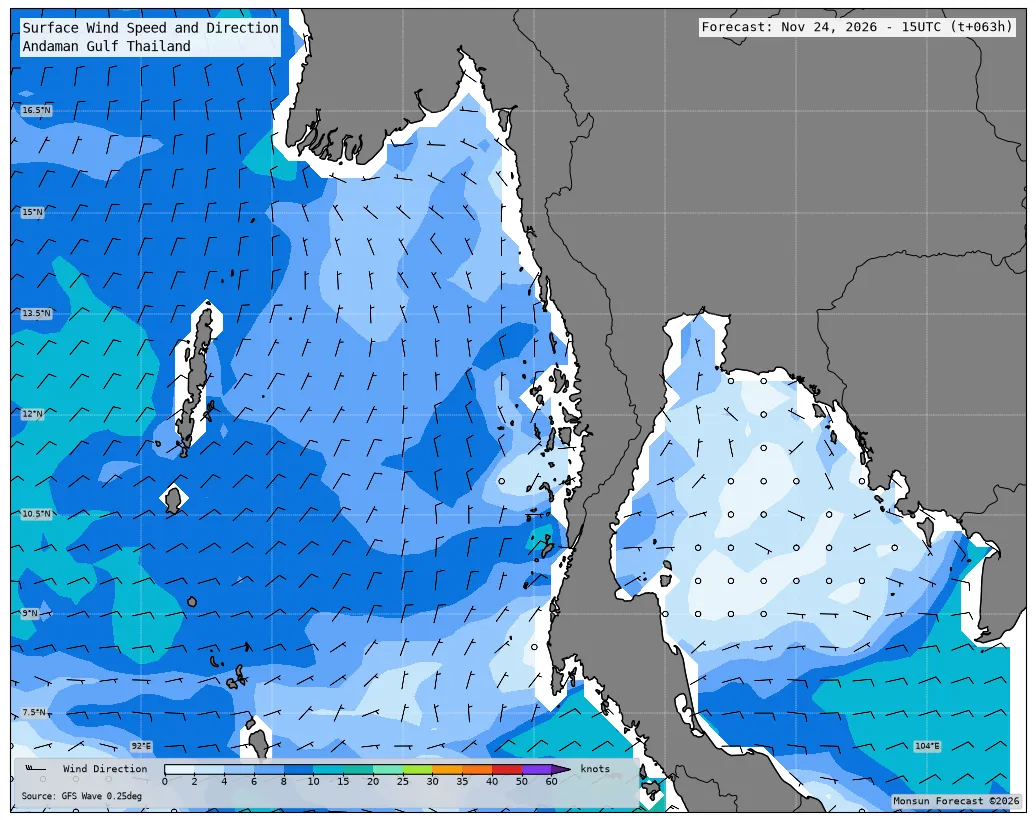 Surface Wind Speed and Direction
Andaman Gulf Thailand
Forecast: Nov 24, 2026 - 15UTC (t+063h)
16.5°N
15°N
13.5°N
12°N
10.5°N
9°N
7.5°N
92°E
104°E
Wind Direction
0 2 4 6 8 10 15 20 25 30 35 40 50 60
knots
Source: GFS Wave 0.25deg
Monsun Forecast ©2026